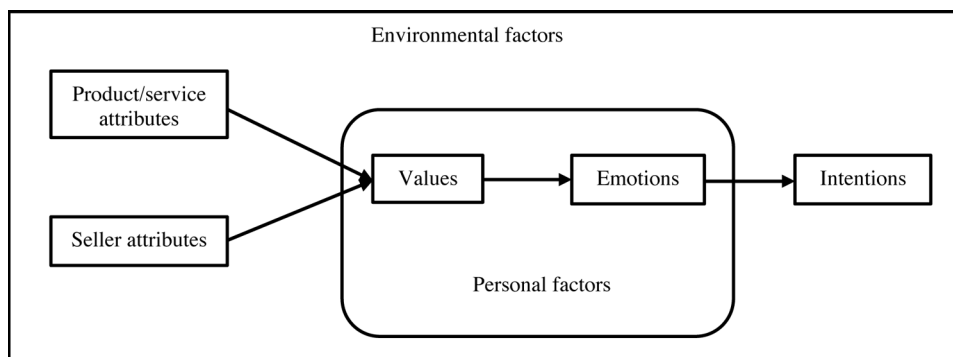 Environmental factors
Product/service
attributes
Values
Emotions
Intentions
Seller attributes
Personal factors